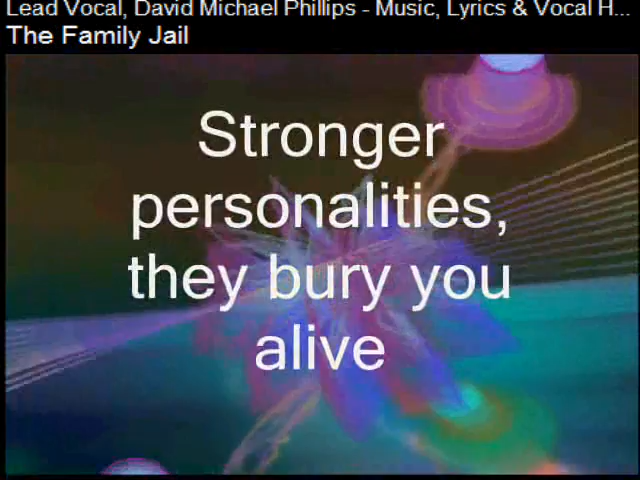 Lead Vocal, David Michael Phillips - Music, Lyrics & Vocal H...
The Family Jail
Stronger
personalities,
they bury you
alive